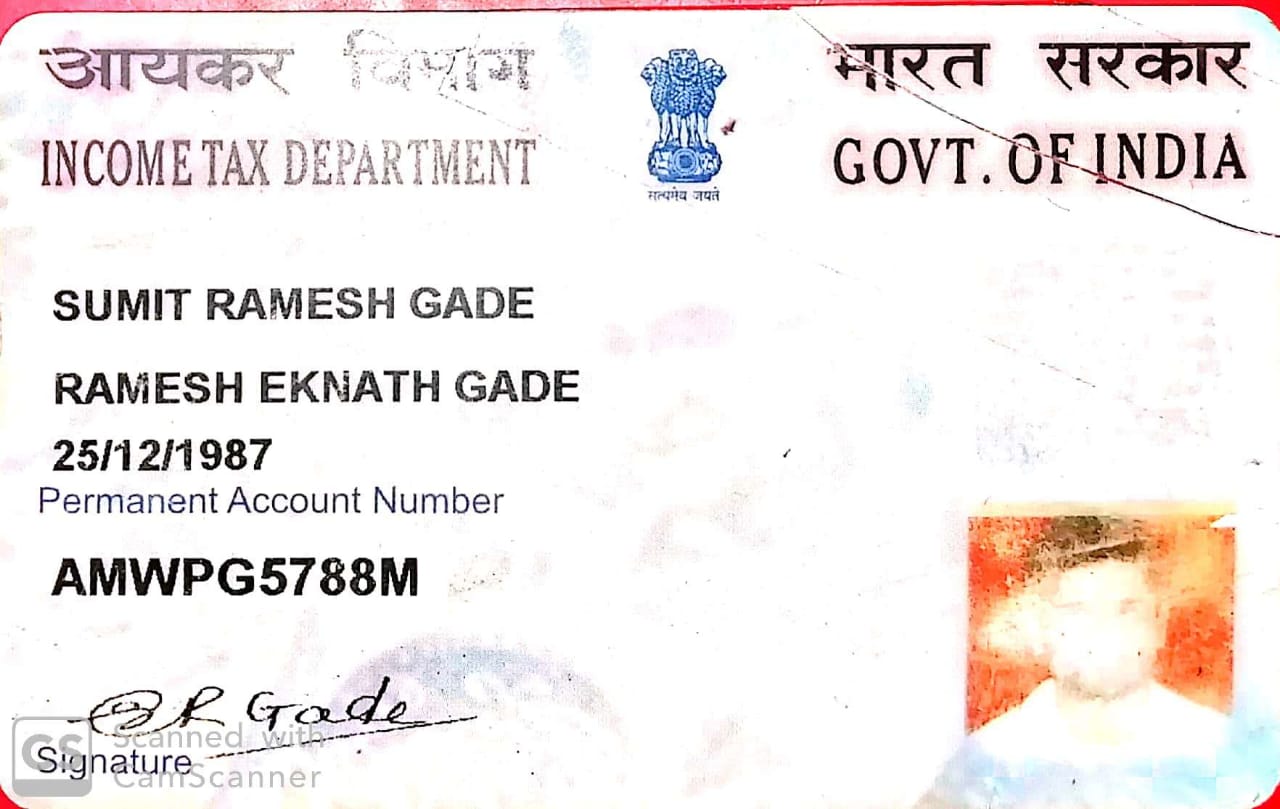 आयकर विभाग
भारत सरकार
INCOME TAX DEPARTMENT
GOVT. OF INDIA
सत्यमेव जयते
SUMIT RAMESH GADE
RAMESH EKNATH GADE
25/12/1987
Permanent Account Number
AMWPG5788M
R Gade
Signature
CS Scanned with
CamScanner